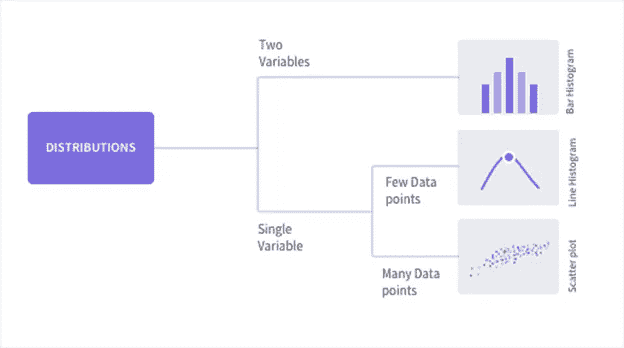 DISTRIBUTIONS
Two
Variables
Bar Histogram
Single
Variable
Few Data
points
Line Histogram
Many Data
points
Scatter plot